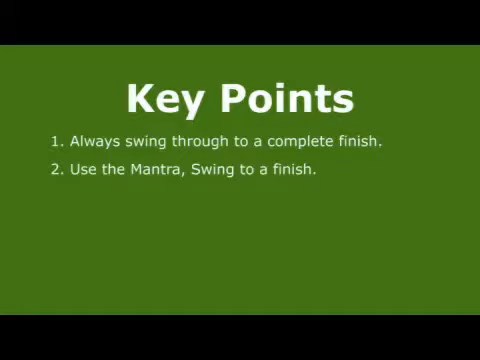 Key Points
1. Always swing through to a complete finish.
2. Use the Mantra, Swing to a finish.